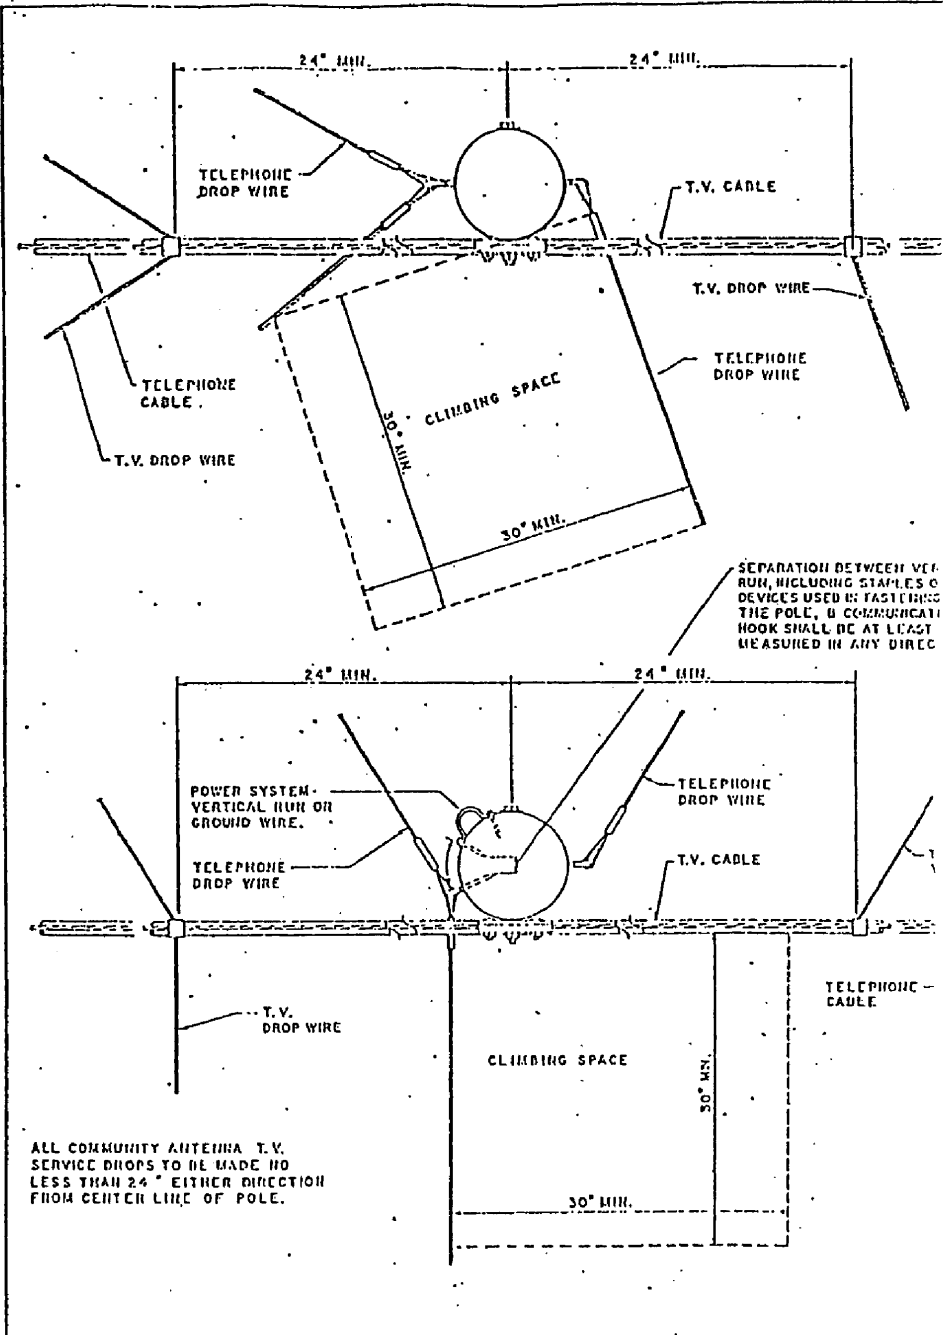 24" MIN.
24" MIN.
TELEPHONE
DROP WIRE
T.V. CABLE
T.V. DROP WIRE
TELEPHONE
DROP WIRE
TELEPHONE
CABLE.
CLIMBING SPACE
30" MIN.
T.V. DROP WIRE
30" MIN.
SEPARATION BETWEEN VER
RUN, INCLUDING STAPLES O
DEVICES USED IN FASTENING
THE POLE, & COMMUNICATI
HOOK SHALL BE AT LEAST
MEASURED IN ANY DIREC
24" MIN.
24" MIN.
POWER SYSTEM
VERTICAL RUN OR
GROUND WIRE.
TELEPHONE
DROP WIRE
TELEPHONE
DROP WIRE
T.V. CABLE
TELEPHONE
CABLE
T.V.
DROP WIRE
CLIMBING SPACE
30" MIN.
ALL COMMUNITY ANTENNA T.V.
SERVICE DROPS TO BE MADE NO
LESS THAN 24" EITHER DIRECTION
FROM CENTER LINE OF POLE.
30" MIN.